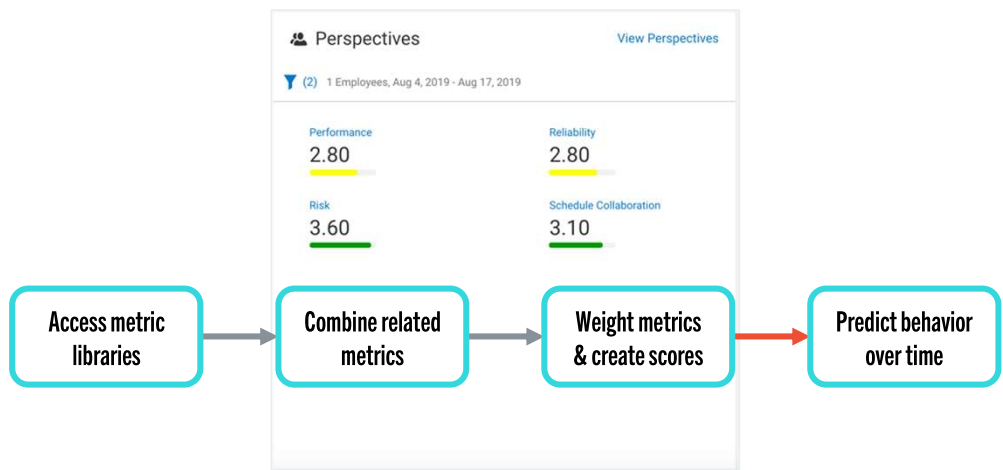 Perspectives
View Perspectives
(2) 1 Employees, Aug 4, 2019 - Aug 17, 2019
Performance
2.80
Reliability
2.80
Risk
3.60
Schedule Collaboration
3.10
Access metric
libraries
Combine related
metrics
Weight metrics
& create scores
Predict behavior
over time